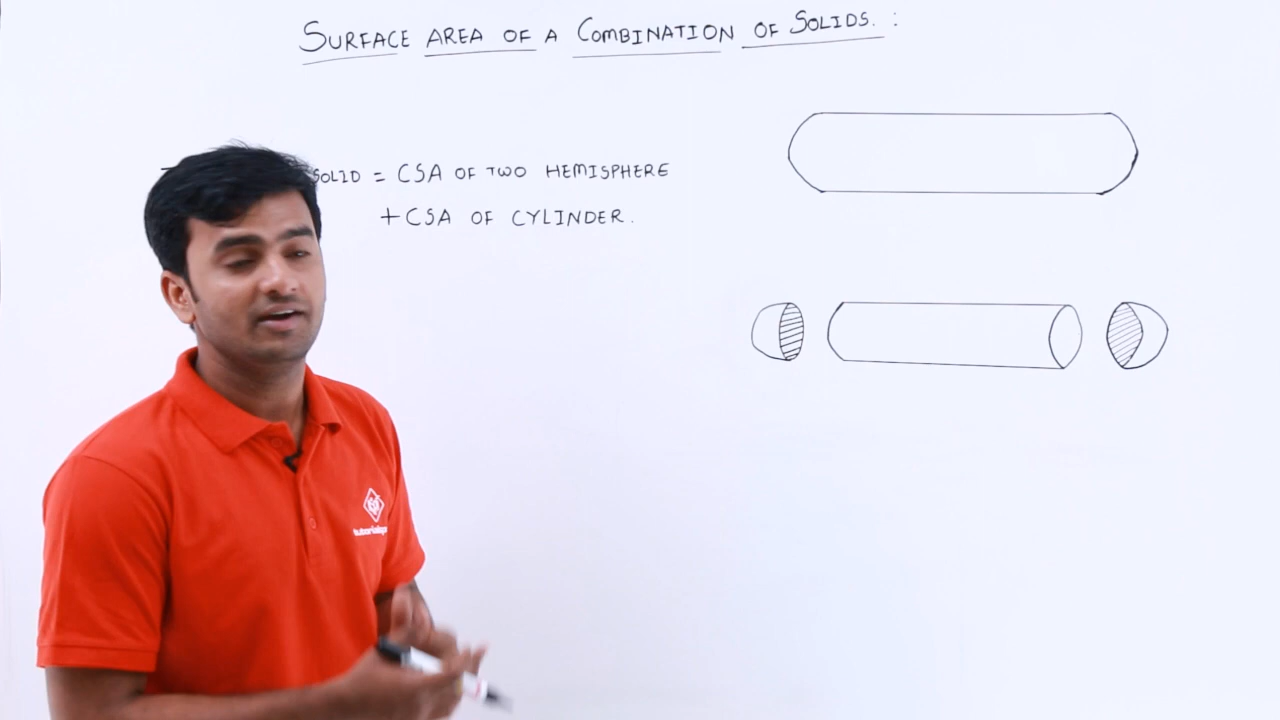 SURFACE AREA OF A COMBINATION OF SOLIDS. :
SOLID = CSA OF TWO HEMISPHERE
+ CSA OF CYLINDER.